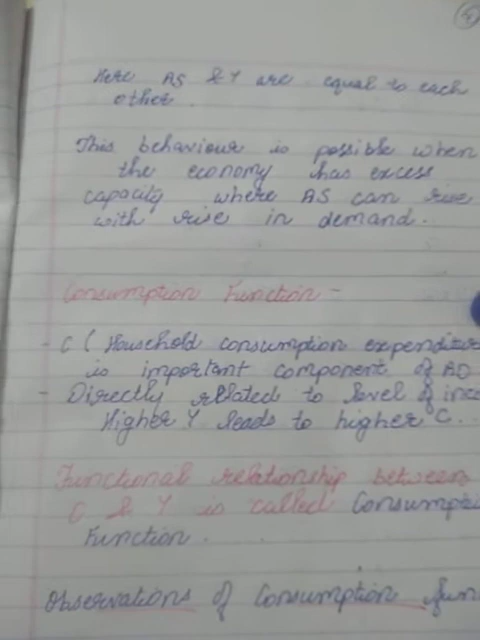 Here AS & Y are equal to each
other.
This behaviour is possible when
the economy has excess
capacity where AS can rise
with rise in demand.
Consumption Function -
- C ( Household consumption expenditure
is important component of AD
- Directly related to level of inco
Higher Y leads to higher C.
Functional relationship between
C & Y is called Consumptio
Function.
Observations of Consumption Fun